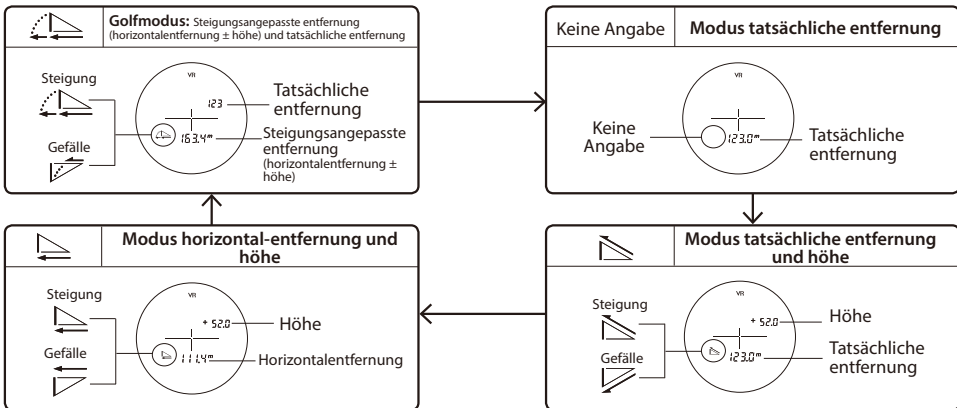 Golfmodus: Steigungsangepasste entfernung
(horizontalentfernung ± höhe) und tatsächliche entfernung
Steigung
Gefälle
VR
123
163.4m
Tatsächliche
entfernung
Steigungsangepasste
entfernung
(horizontalentfernung ±
höhe)
Keine Angabe
Modus tatsächliche entfernung
VR
123.0m
Keine
Angabe
Tatsächliche
entfernung
Modus horizontal-entfernung und
höhe
Steigung
Gefälle
VR
+ 52.0
111.4m
Höhe
Horizontalentfernung
Modus tatsächliche entfernung
und höhe
Steigung
Gefälle
VR
+ 52.0
123.0m
Höhe
Tatsächliche
entfernung